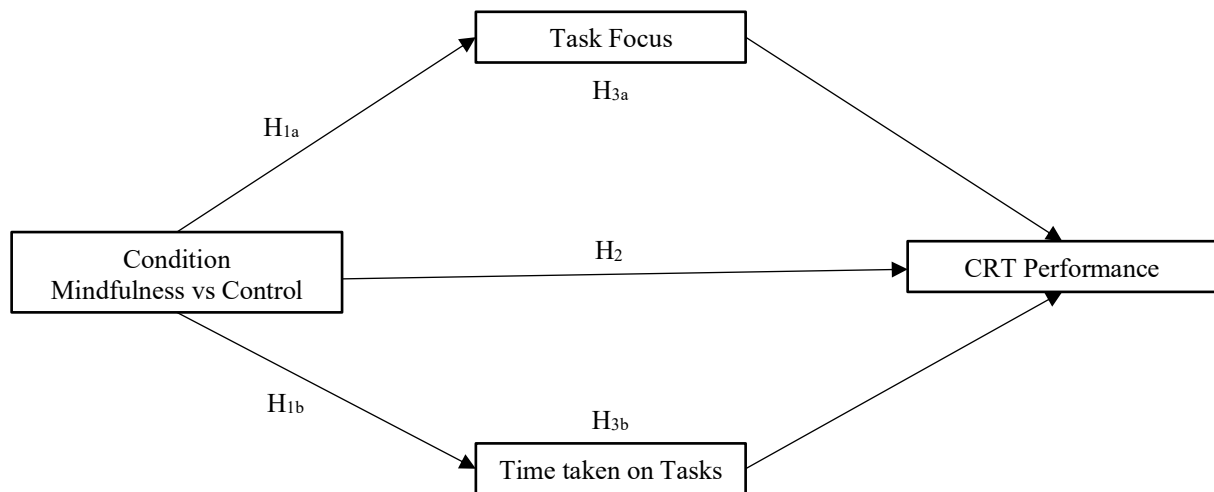 Task Focus
H3a
H1a
Condition
Mindfulness vs Control
H2
CRT Performance
H1b
H3b
Time taken on Tasks